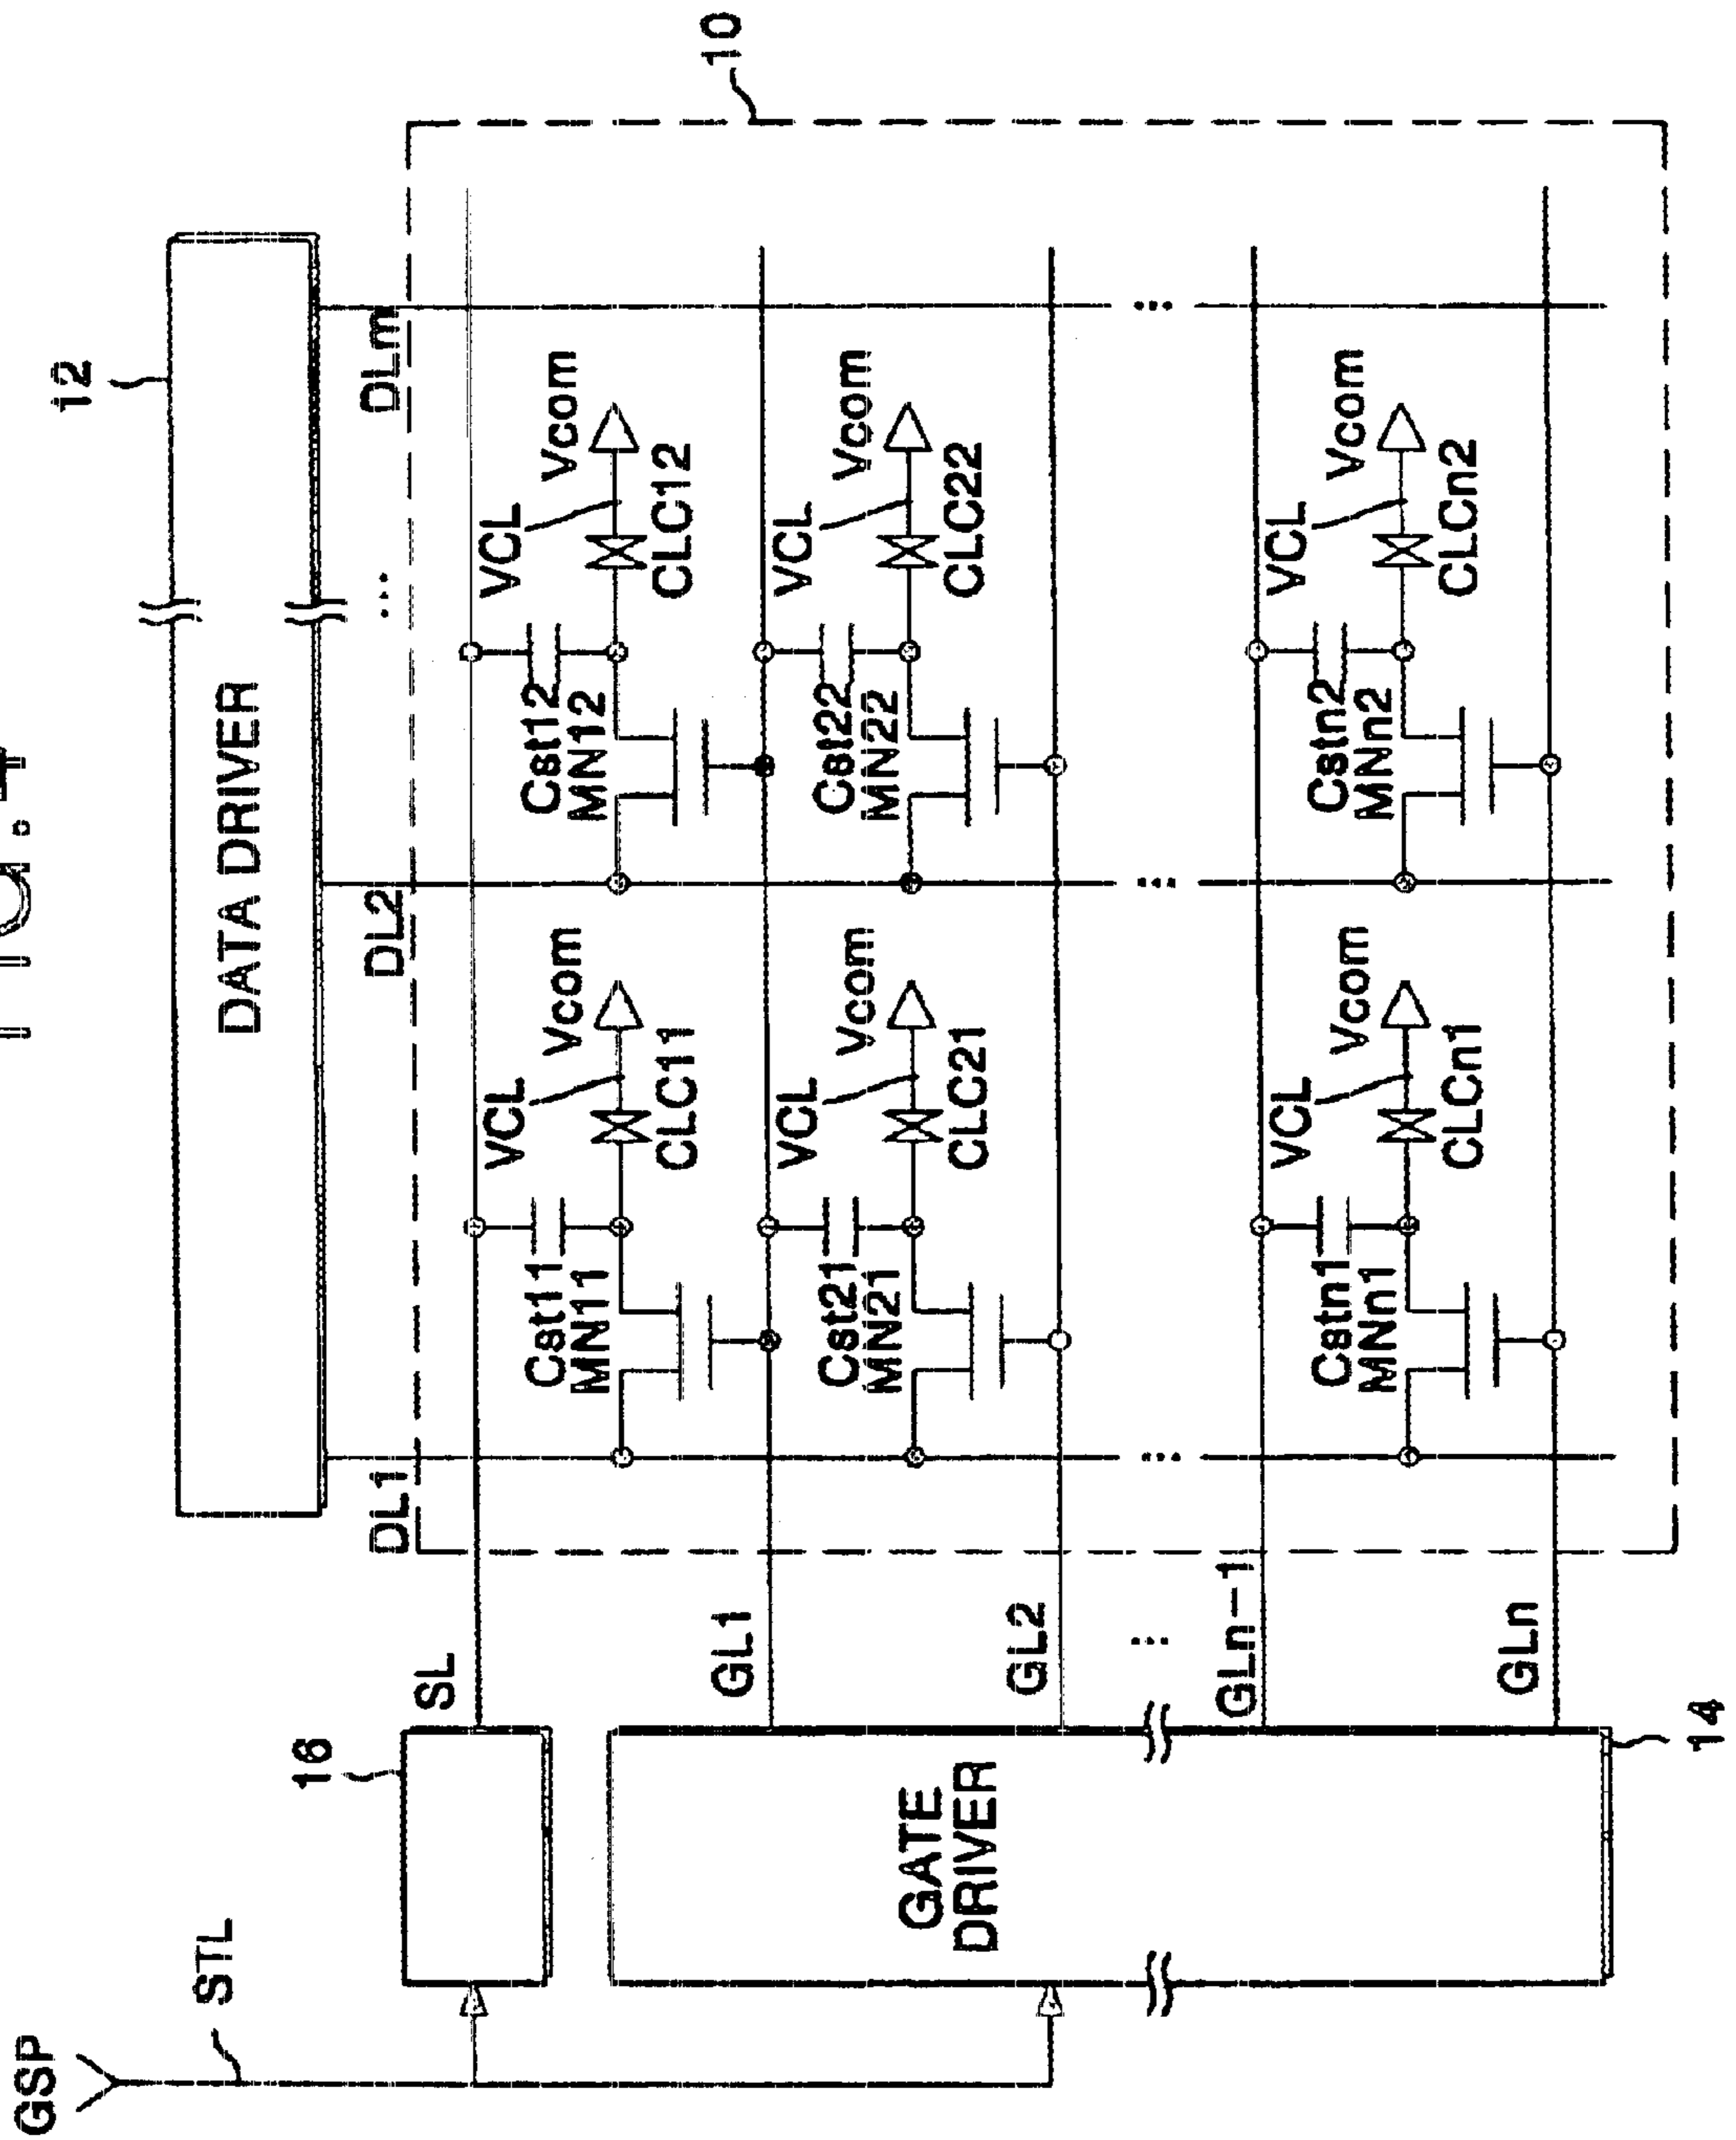 12
DATA DRIVER
10
DL1
DL2
...
DLm
GSP
STL
16
SL
VCL
Vcom
Cst11
MN11
CLC11
VCL
Vcom
Cst12
MN12
CLC12
GL1
VCL
Vcom
Cst21
MN21
CLC21
VCL
Vcom
Cst22
MN22
CLC22
GATE
DRIVER
GL2
...
...
...
...
GLn-1
VCL
Vcom
Cstn1
MNn1
CLCn1
VCL
Vcom
Cstn2
MNn2
CLCn2
GLn
14